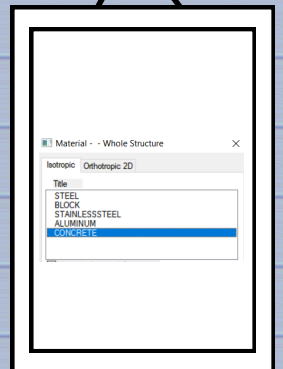 Material - - Whole Structure
Isotropic Orthotropic 2D
Title
STEEL
BLOCK
STAINLESSSTEEL
ALUMINUM
CONCRETE